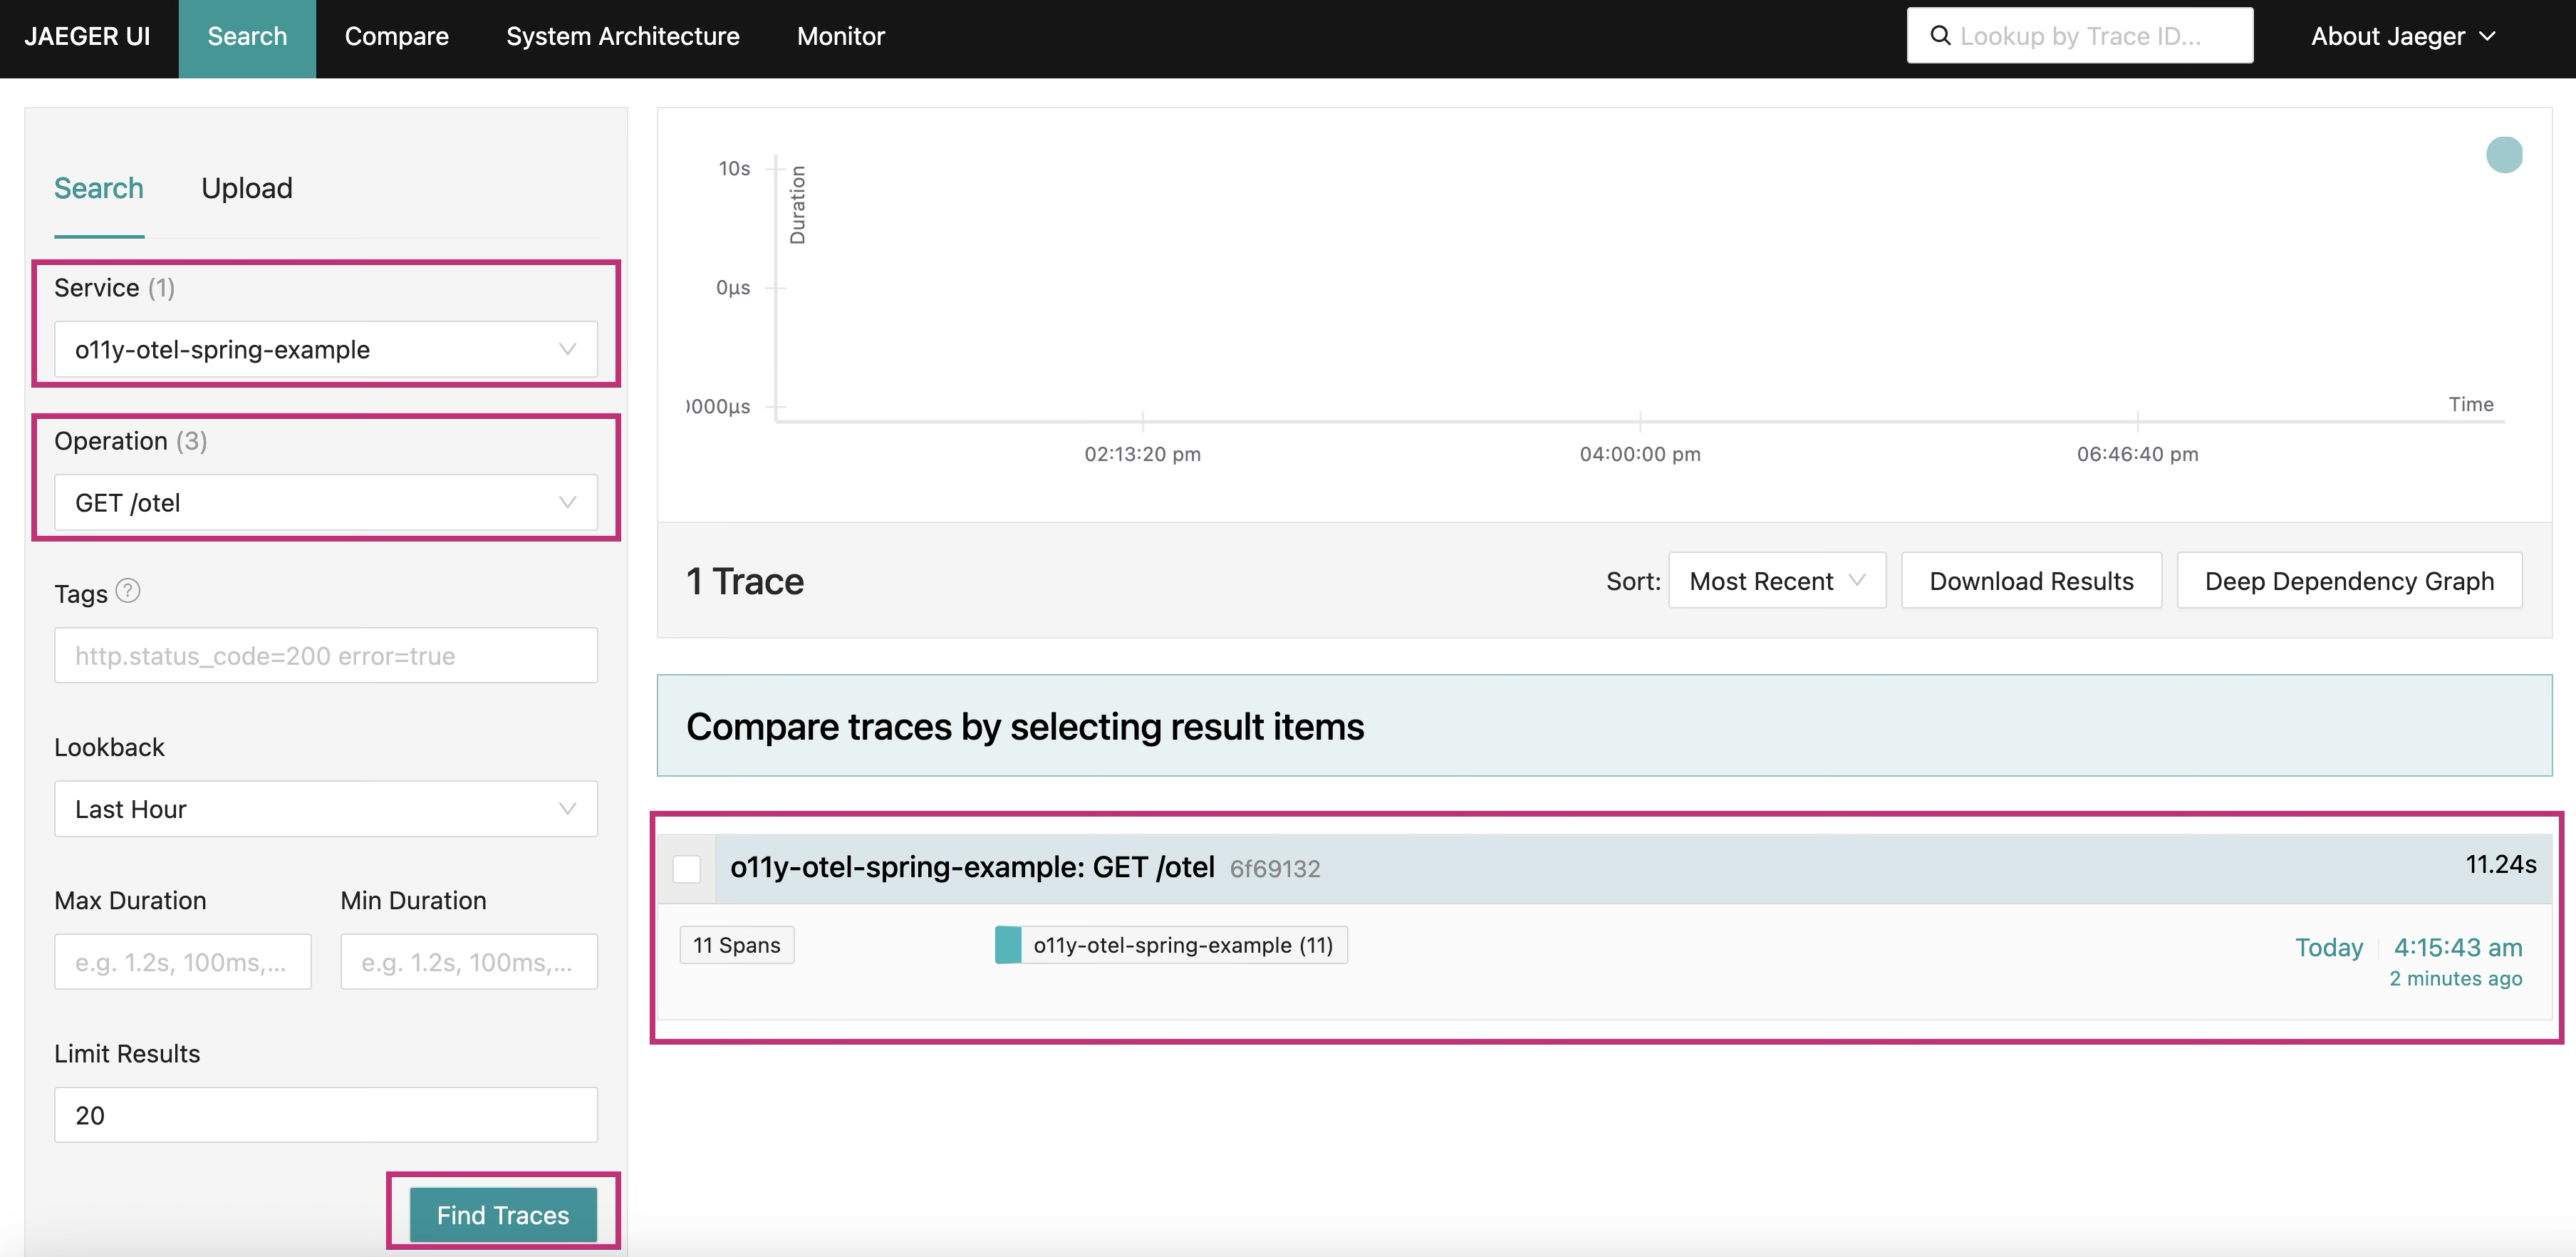 JAEGER UI Search Compare System Architecture Monitor Lookup by Trace ID... About Jaeger
Search Upload
Service (1)
o11y-otel-spring-example
Operation (3)
GET /otel
Tags ?
http.status_code=200 error=true
Lookback
Last Hour
Max Duration Min Duration
e.g. 1.2s, 100ms,... e.g. 1.2s, 100ms,...
Limit Results
20
Find Traces
10s
Duration
0μs
0000μs
Time
02:13:20 pm 04:00:00 pm 06:46:40 pm
1 Trace Sort: Most Recent Download Results Deep Dependency Graph
Compare traces by selecting result items
o11y-otel-spring-example: GET /otel 6f69132 11.24s
11 Spans o11y-otel-spring-example (11) Today 4:15:43 am
2 minutes ago